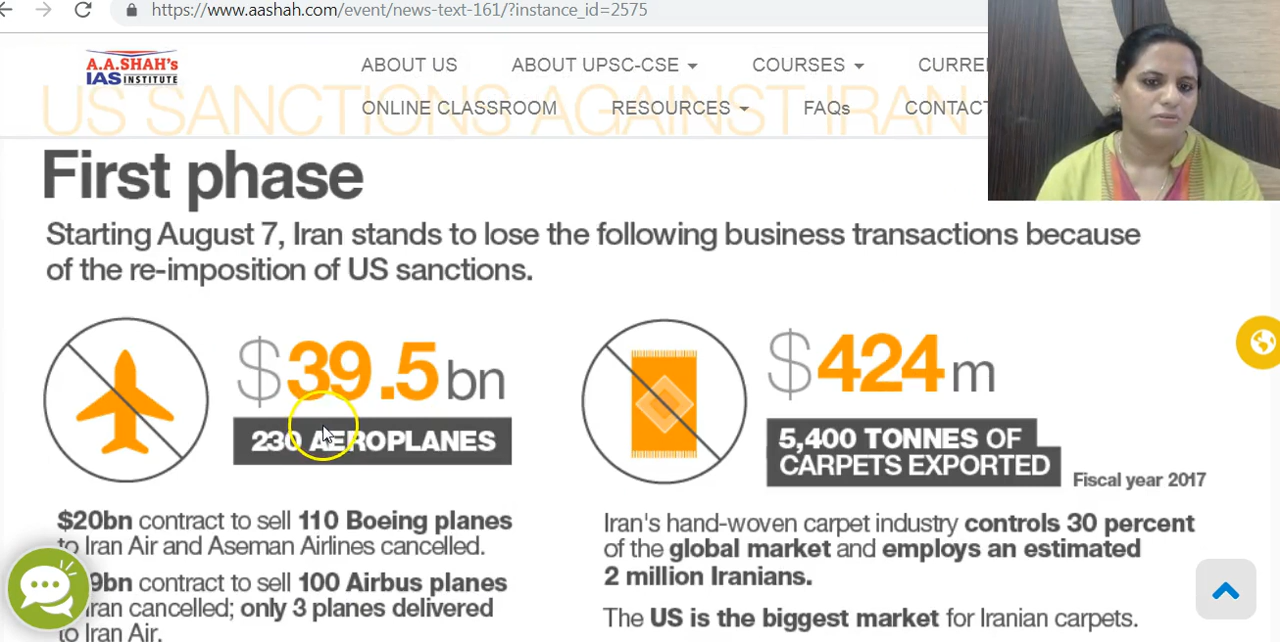 https://www.aashah.com/event/news-text-161/?instance_id=2575
A.A.SHAH's
IAS INSTITUTE
ABOUT US
ABOUT UPSC-CSE
COURSES
ONLINE CLASSROOM
RESOURCES
FAQs
US SANCTIONS AGAINST IRAN
First phase
Starting August 7, Iran stands to lose the following business transactions because
of the re-imposition of US sanctions.
$39.5bn
230 AEROPLANES
$20bn contract to sell 110 Boeing planes
to Iran Air and Aseman Airlines cancelled.
9bn contract to sell 100 Airbus planes
Iran cancelled; only 3 planes delivered
to Iran Air.
$424m
5,400 TONNES OF
CARPETS EXPORTED
Fiscal year 2017
Iran's hand-woven carpet industry controls 30 percent
of the global market and employs an estimated
2 million Iranians.
The US is the biggest market for Iranian carpets.